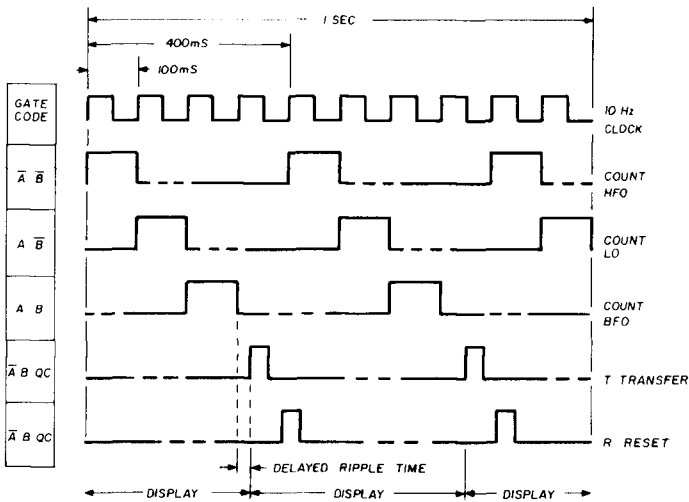 1 SEC
400mS
100mS
GATE CODE
10 Hz CLOCK
A̅ B̅
COUNT HFO
A B̅
COUNT LO
A B
COUNT BFO
A̅ B QC
T TRANSFER
A̅ B QC
R RESET
DELAYED RIPPLE TIME
DISPLAY DISPLAY DISPLAY